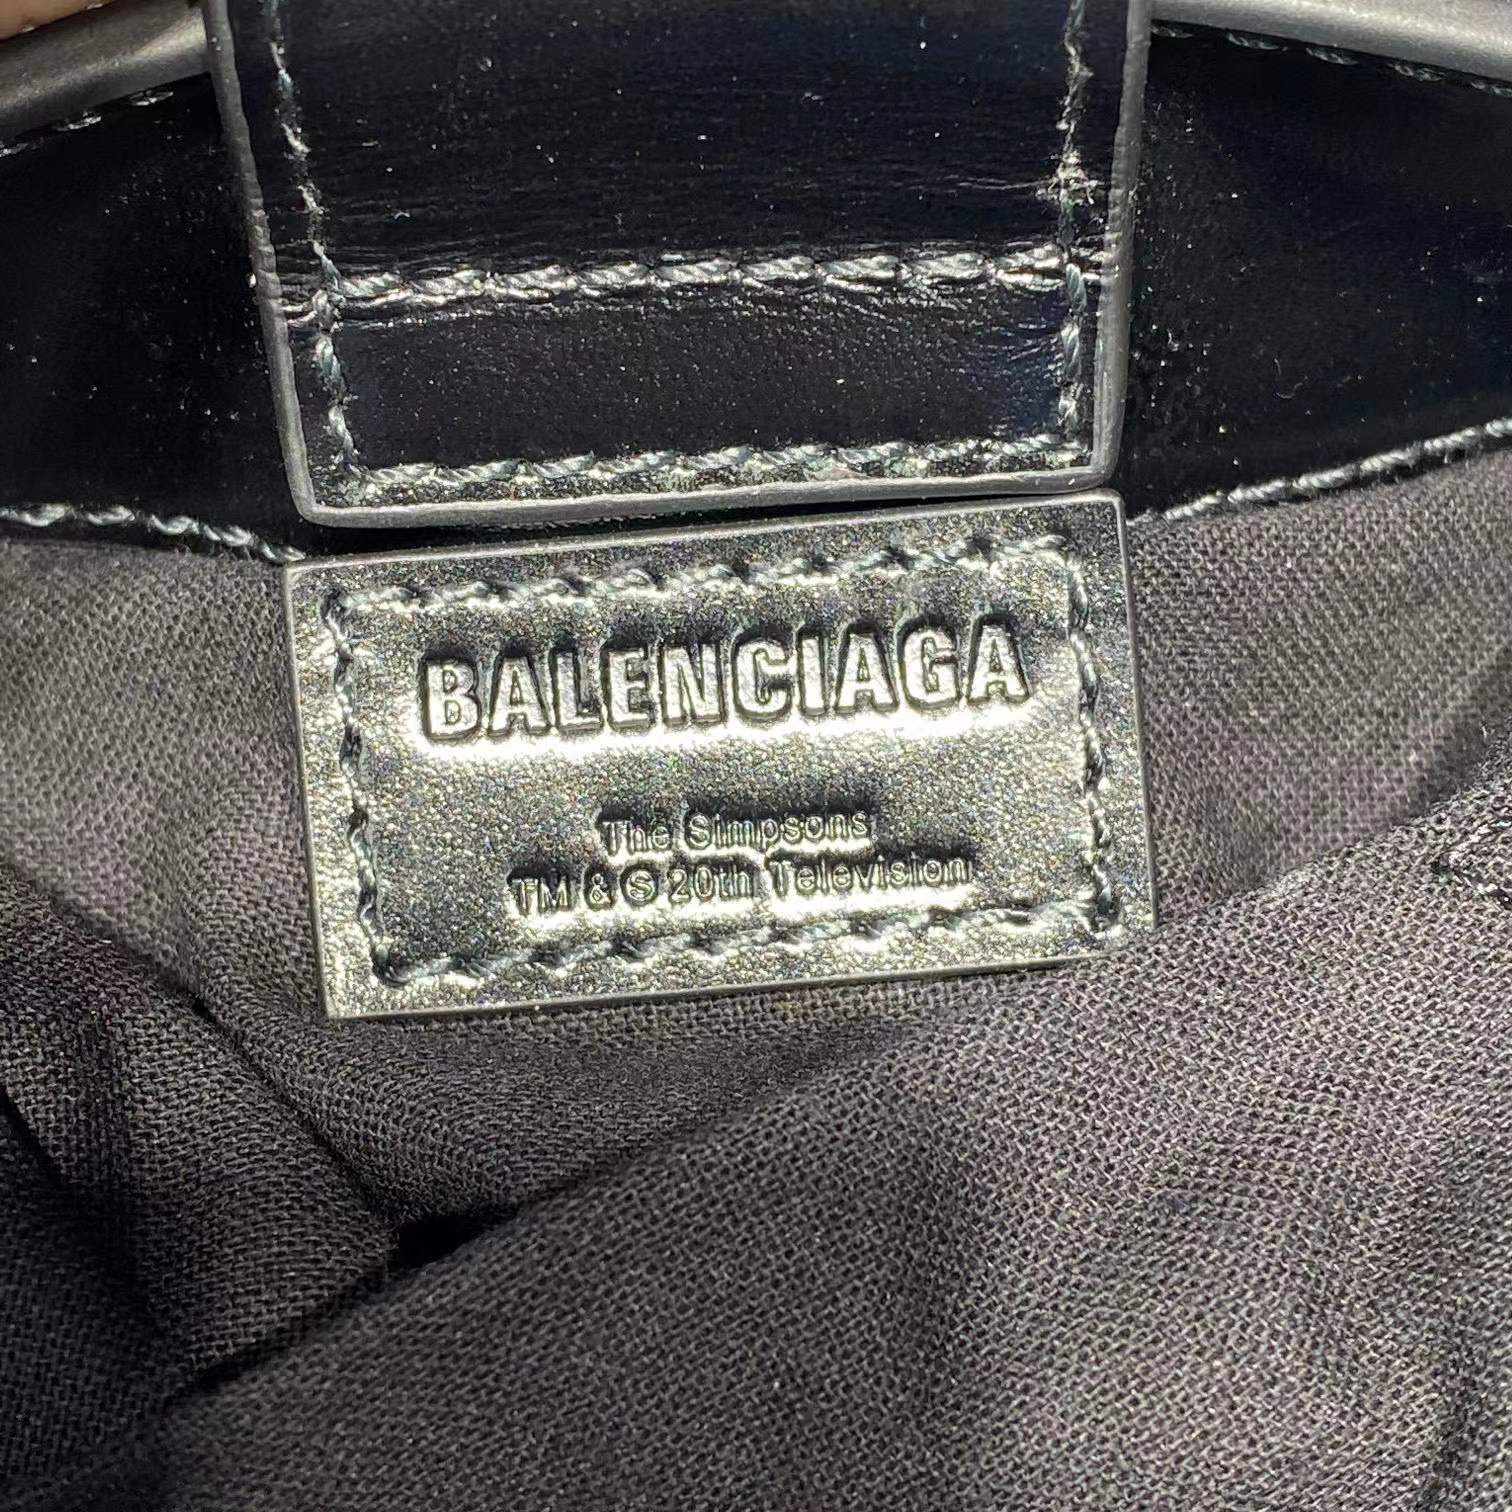 BALENCIAGA
The Simpsons
TM & © 20th Television